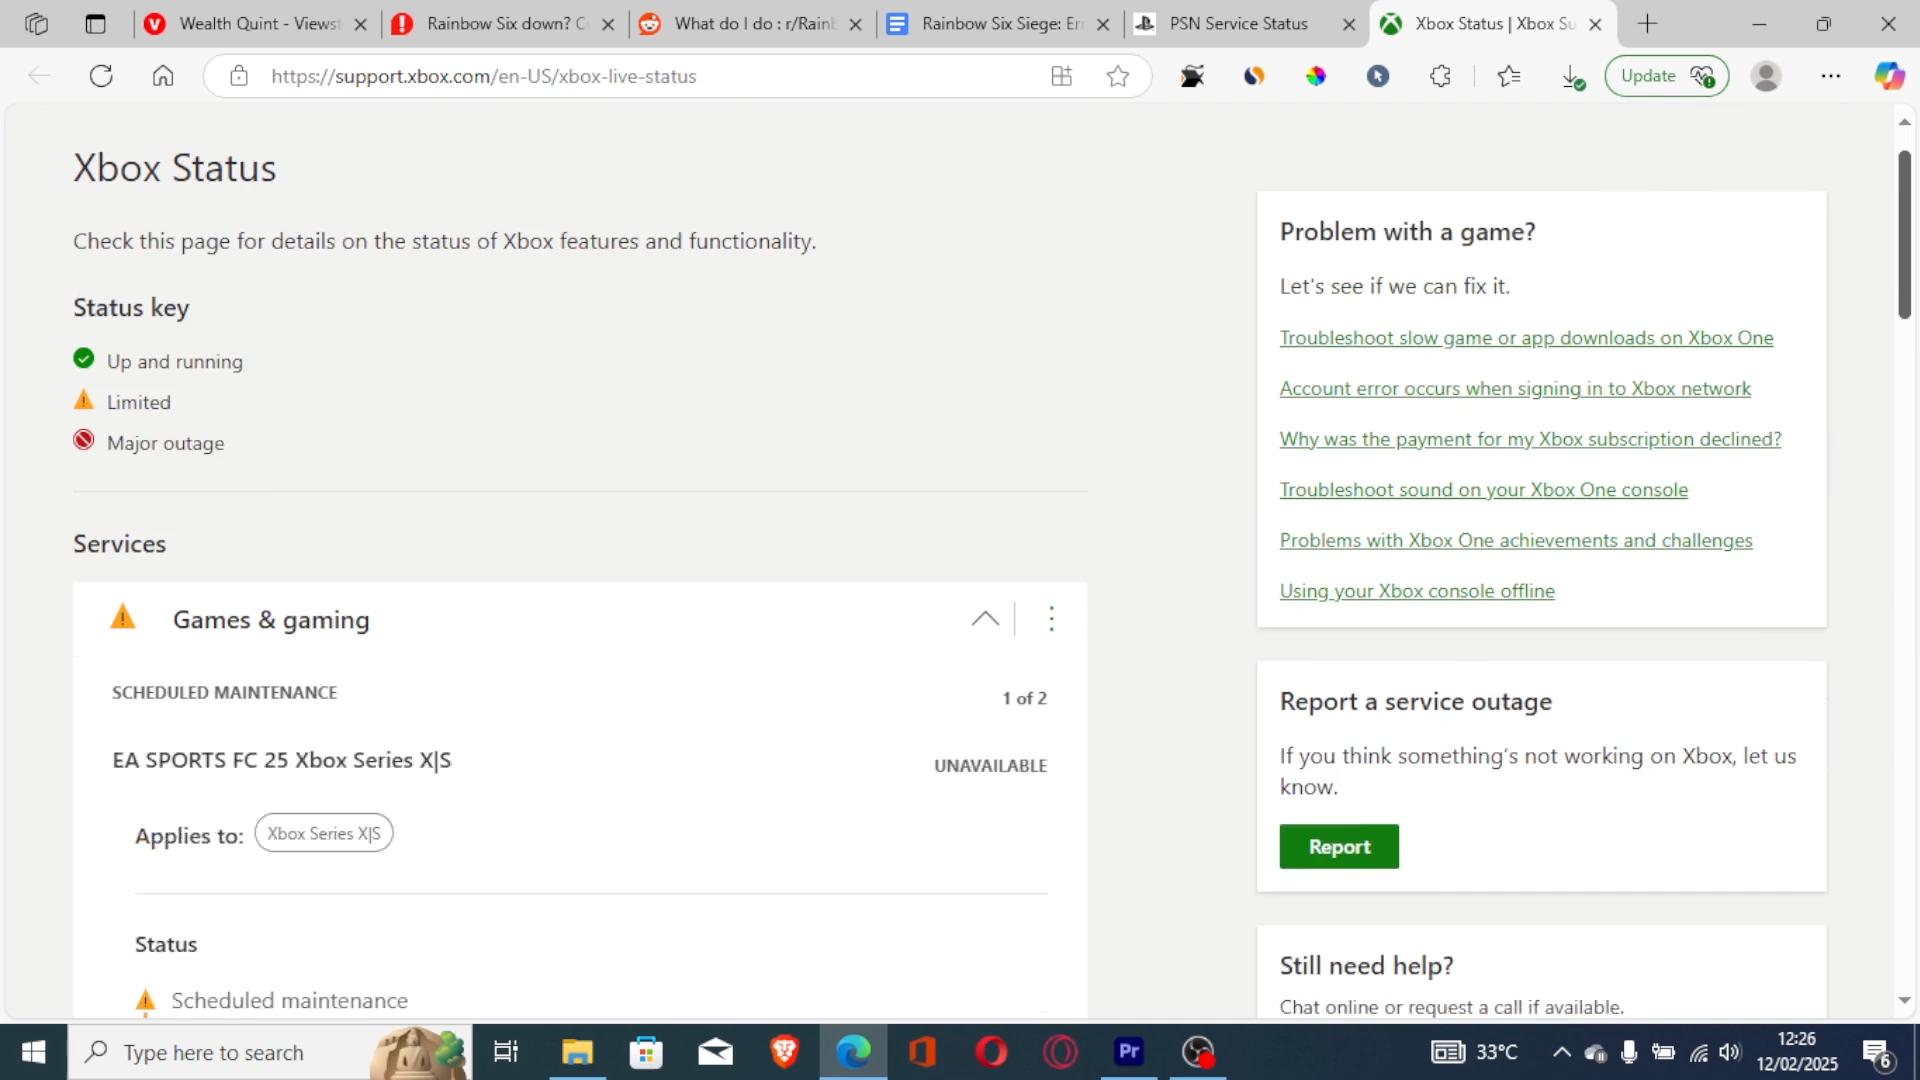 Wealth Quint - Viewst
Rainbow Six down? C
What do I do : r/Rainb
Rainbow Six Siege: Err
PSN Service Status
Xbox Status | Xbox Su
https://support.xbox.com/en-US/xbox-live-status
Update
Xbox Status
Check this page for details on the status of Xbox features and functionality.
Status key
Up and running
Limited
Major outage
Services
Games & gaming
SCHEDULED MAINTENANCE
1 of 2
EA SPORTS FC 25 Xbox Series X|S
UNAVAILABLE
Applies to: Xbox Series X|S
Status
Scheduled maintenance
Problem with a game?
Let's see if we can fix it.
Troubleshoot slow game or app downloads on Xbox One
Account error occurs when signing in to Xbox network
Why was the payment for my Xbox subscription declined?
Troubleshoot sound on your Xbox One console
Problems with Xbox One achievements and challenges
Using your Xbox console offline
Report a service outage
If you think something's not working on Xbox, let us
know.
Report
Still need help?
Chat online or request a call if available.
Type here to search
Pr
33°C
12:26
12/02/2025
6